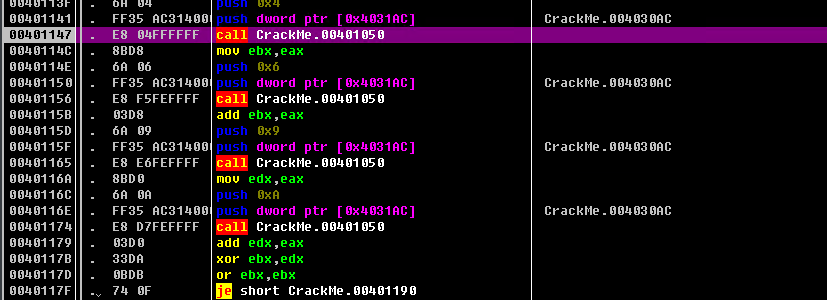 0040113F . 6A 04 push 0x4
00401141 . FF35 AC31400 push dword ptr [0x4031AC] CrackMe.004030AC
00401147 . E8 04FFFFFF call CrackMe.00401050
0040114C . 8BD8 mov ebx,eax
0040114E . 6A 06 push 0x6
00401150 . FF35 AC31400 push dword ptr [0x4031AC] CrackMe.004030AC
00401156 . E8 F5FEFFFF call CrackMe.00401050
0040115B . 03D8 add ebx,eax
0040115D . 6A 09 push 0x9
0040115F . FF35 AC31400 push dword ptr [0x4031AC] CrackMe.004030AC
00401165 . E8 E6FEFFFF call CrackMe.00401050
0040116A . 8BD0 mov edx,eax
0040116C . 6A 0A push 0xA
0040116E . FF35 AC31400 push dword ptr [0x4031AC] CrackMe.004030AC
00401174 . E8 D7FEFFFF call CrackMe.00401050
00401179 . 03D0 add edx,eax
0040117B . 33DA xor ebx,edx
0040117D . 0BDB or ebx,ebx
0040117F .⌄ 74 0F je short CrackMe.00401190